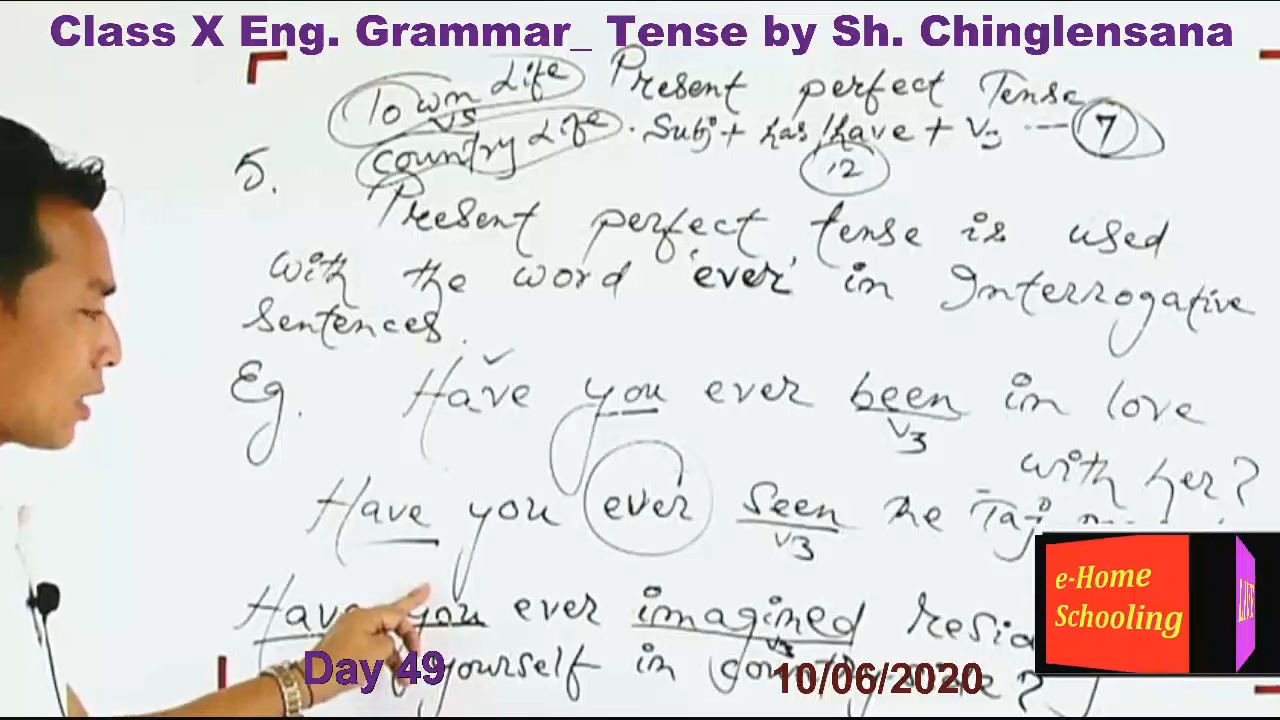 Class X Eng. Grammar_ Tense by Sh. Chinglensana
Town Life Present perfect Tense
vs
country Life . Subj + has/have + V3 --- 7
12
5.
Present perfect tense is used
with the word 'ever' in Interrogative
sentences.
Eg. Have you ever been in love
V3
with her?
Have you ever seen the Taj
V3
Have you ever imagined
V3
yourself in ?
e-Home
Schooling
LIVE
Day 49
10/06/2020